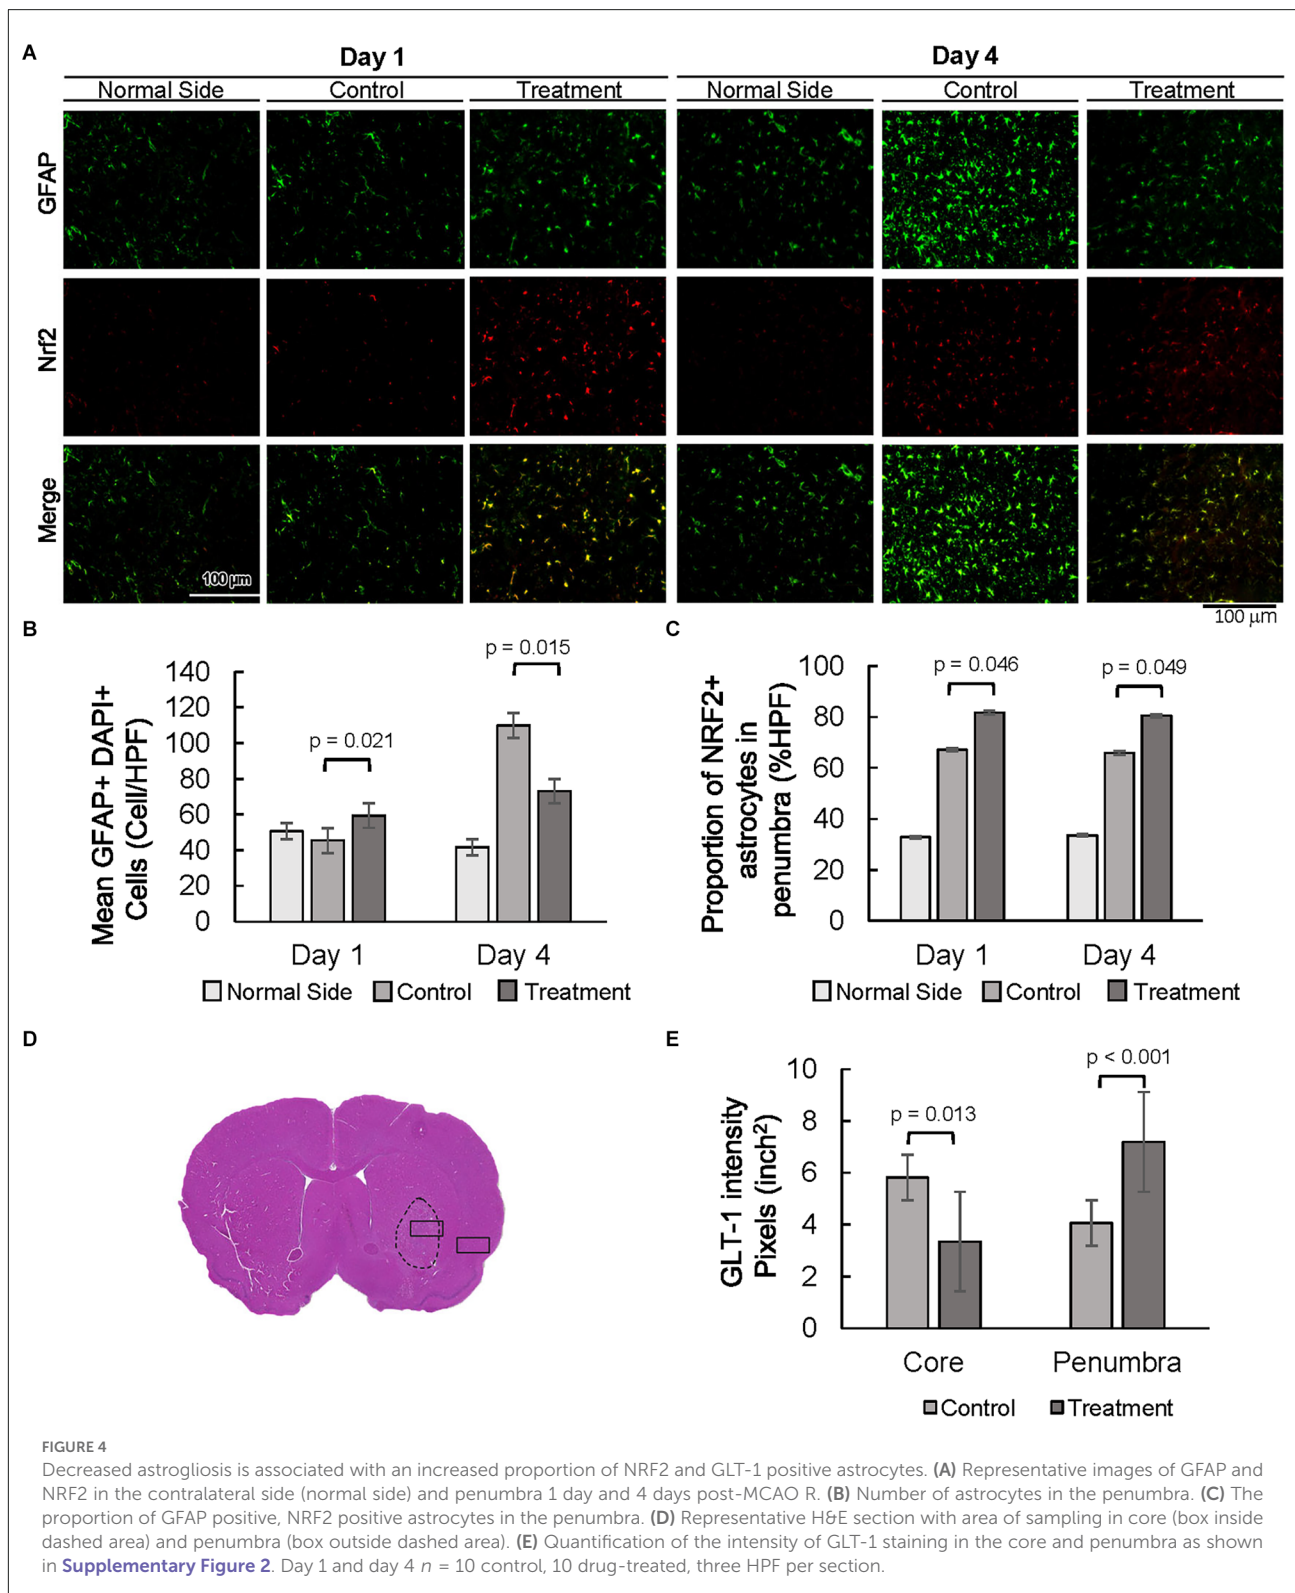 A
Day 1
Day 4
Normal Side
Control
Treatment
Normal Side
Control
Treatment
GFAP
Nrf2
Merge
100 µm
100 µm
B
Mean GFAP+ DAPI+
Cells (Cell/HPF)
140
120
100
80
60
40
20
0
p = 0.021
p = 0.015
Day 1
Day 4
Normal Side
Control
Treatment
C
Proportion of NRF2+
astrocytes in
penumbra (%HPF)
100
80
60
40
20
0
p = 0.046
p = 0.049
Day 1
Day 4
Normal Side
Control
Treatment
D
E
GLT-1 intensity
Pixels (inch²)
10
8
6
4
2
0
p = 0.013
p < 0.001
Core
Penumbra
Control
Treatment
FIGURE 4
Decreased astrogliosis is associated with an increased proportion of NRF2 and GLT-1 positive astrocytes. (A) Representative images of GFAP and
NRF2 in the contralateral side (normal side) and penumbra 1 day and 4 days post-MCAO R. (B) Number of astrocytes in the penumbra. (C) The
proportion of GFAP positive, NRF2 positive astrocytes in the penumbra. (D) Representative H&E section with area of sampling in core (box inside
dashed area) and penumbra (box outside dashed area). (E) Quantification of the intensity of GLT-1 staining in the core and penumbra as shown
in Supplementary Figure 2. Day 1 and day 4 n = 10 control, 10 drug-treated, three HPF per section.